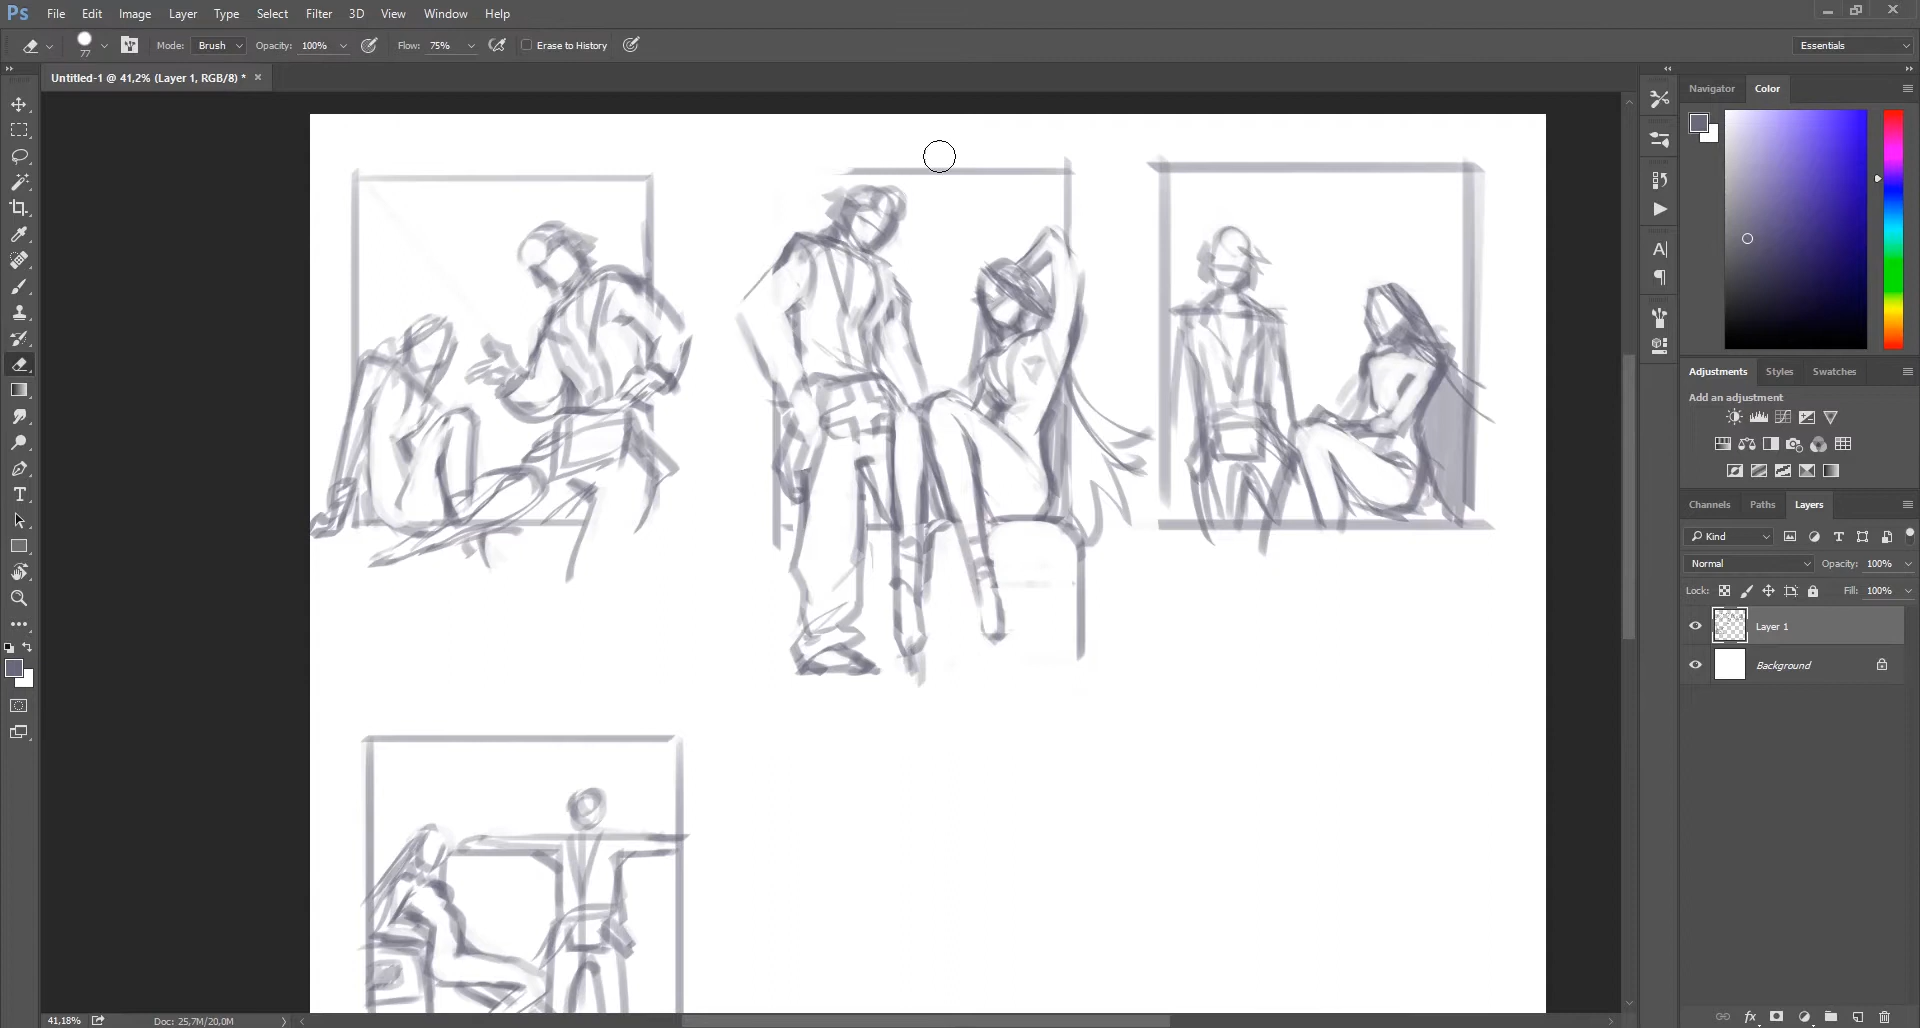 Ps File Edit Image Layer Type Select Filter 3D View Window Help
77 Mode: Brush Opacity: 100% Flow: 75% Erase to History Essentials
Untitled-1 @ 41,2% (Layer 1, RGB/8) * ×
Navigator Color
Adjustments Styles Swatches
Add an adjustment
Channels Paths Layers
Kind
Normal Opacity: 100%
Lock: Fill: 100%
Layer 1
Background
41,18% Doc: 25,7M/20,0M